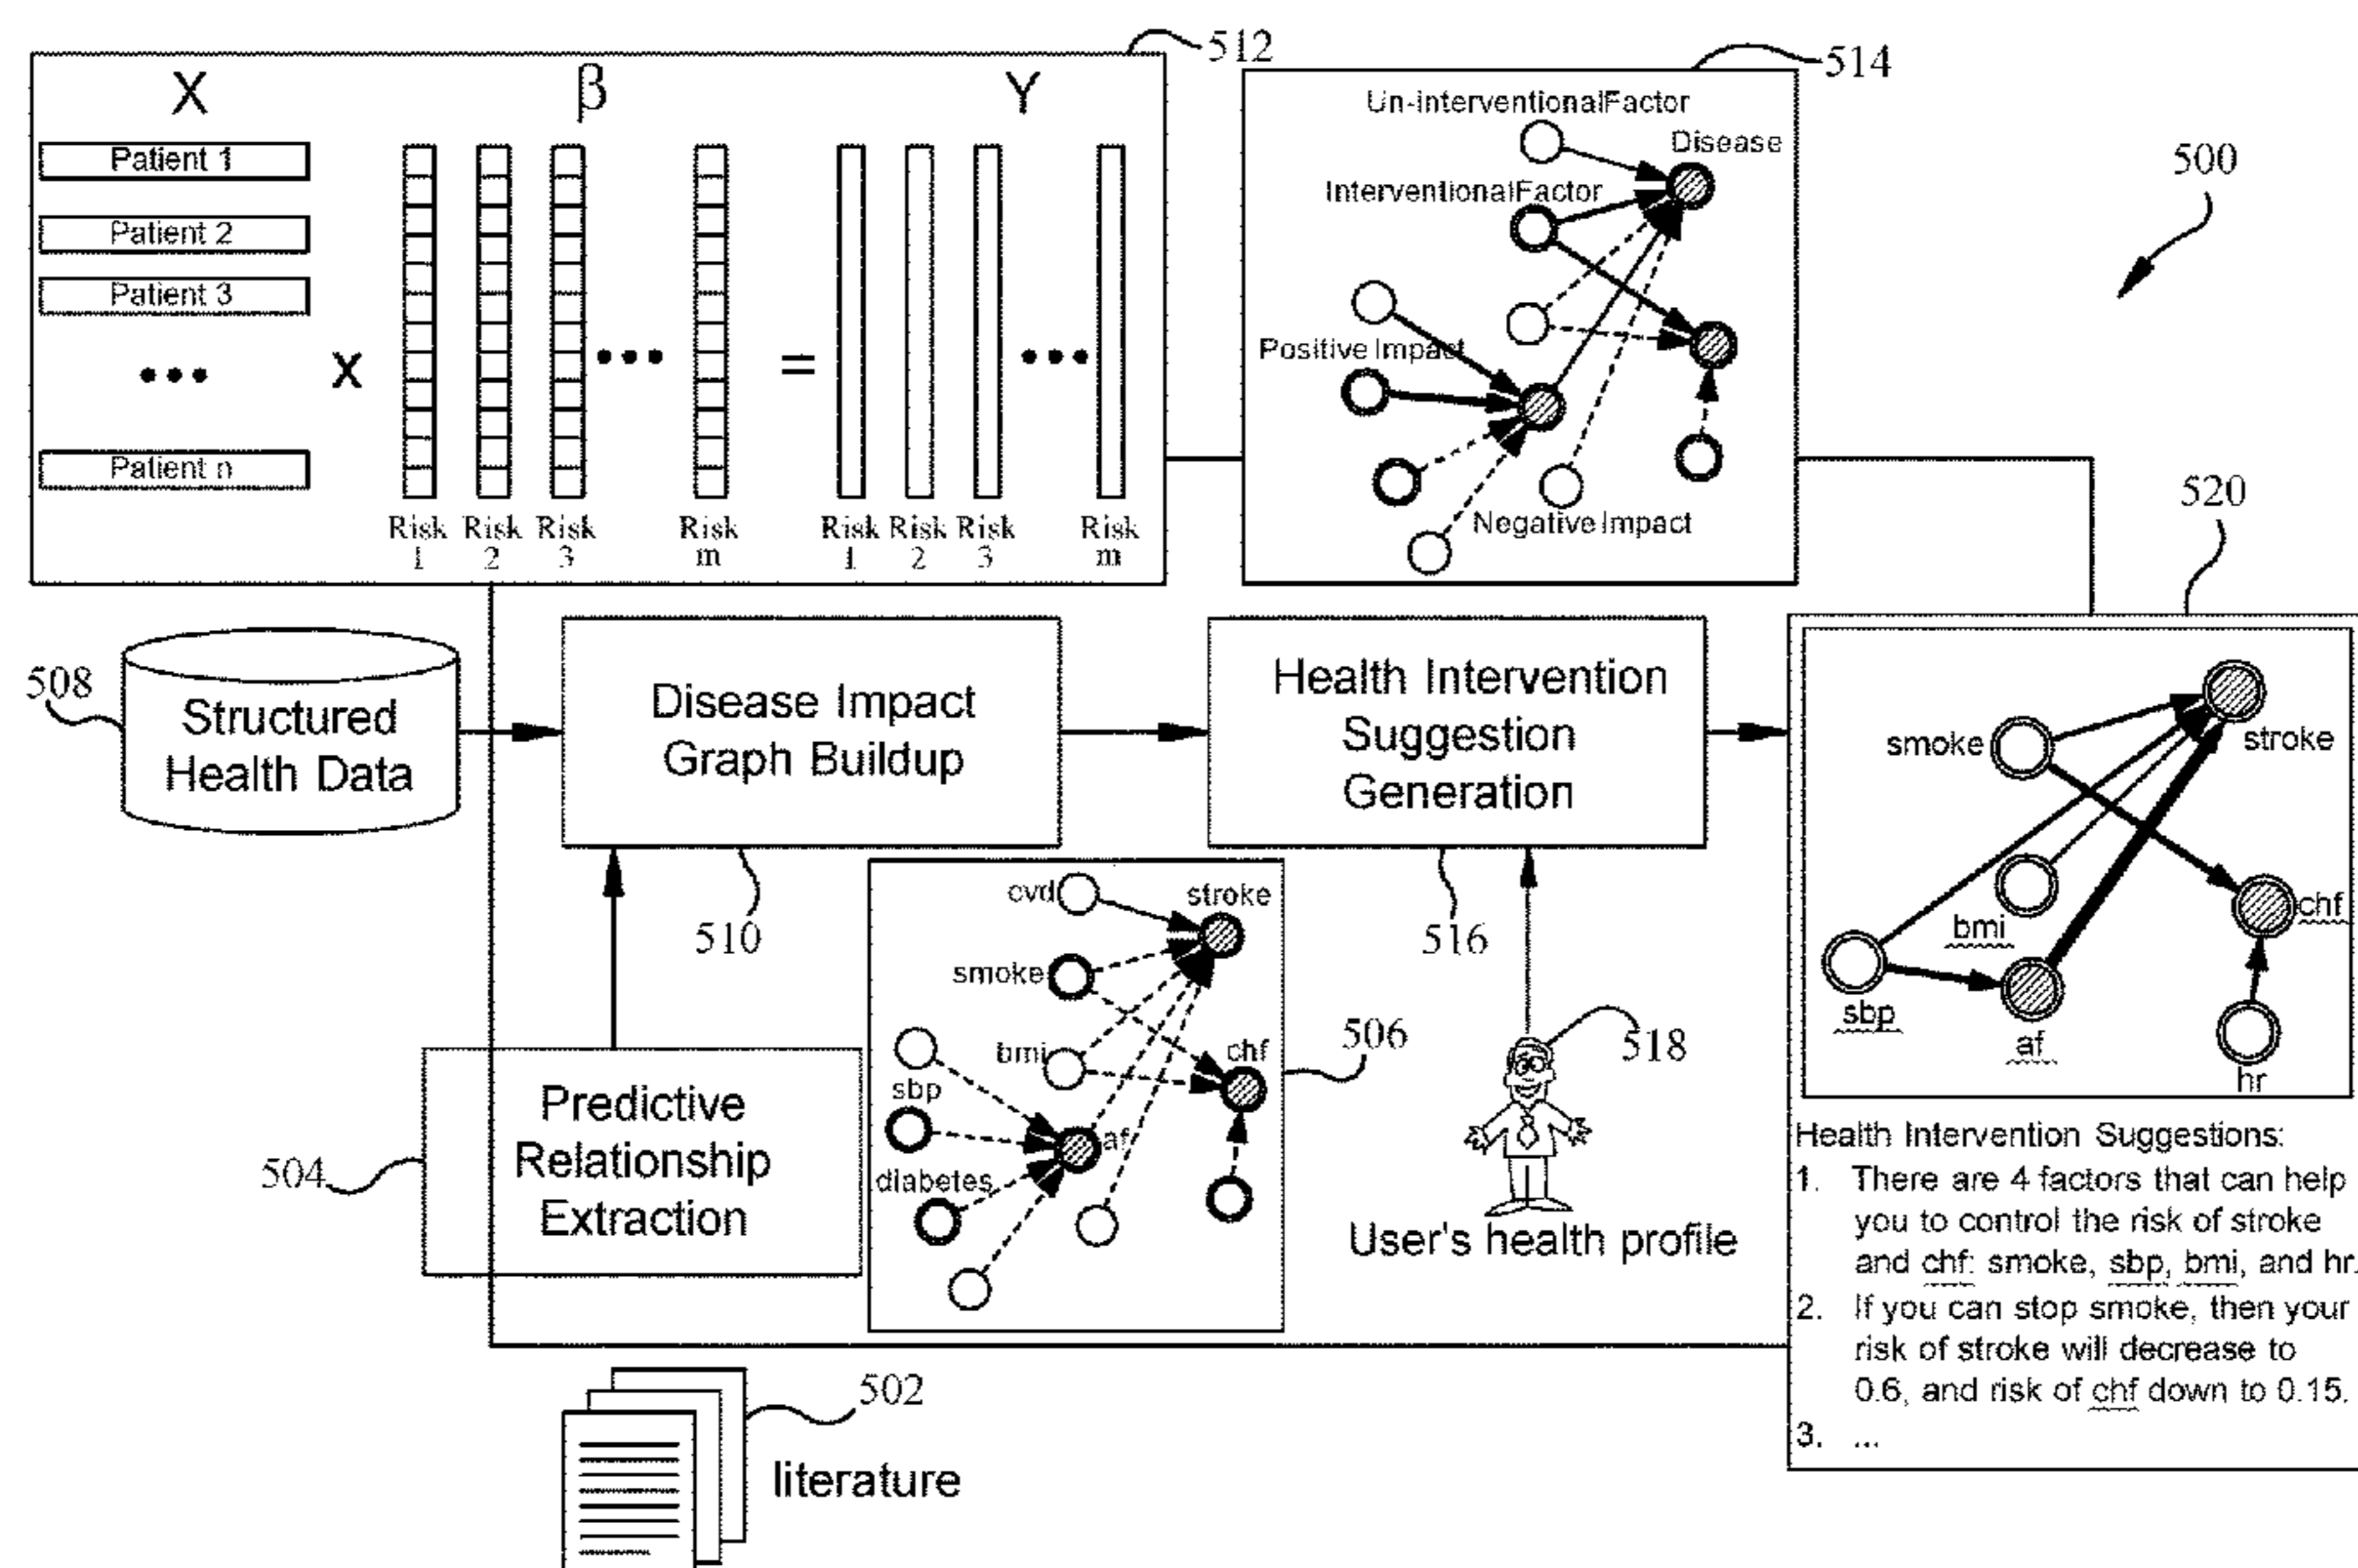 512
X
β
Y
Patient 1
Patient 2
Patient 3
•••
Patient n
x
•••
=
•••
Risk 1
Risk 2
Risk 3
Risk m
Risk 1
Risk 2
Risk 3
Risk m
514
Un-interventionalFactor
Disease
InterventionalFactor
Positive Impact
Negative Impact
500
508
Structured
Health Data
Disease Impact
Graph Buildup
510
Health Intervention
Suggestion
Generation
516
520
smoke
stroke
bmi
chf
sbp
af
hr
Health Intervention Suggestions:
1. There are 4 factors that can help
you to control the risk of stroke
and chf: smoke, sbp, bmi, and hr.
2. If you can stop smoke, then your
risk of stroke will decrease to
0.6, and risk of chf down to 0.15.
3. ...
504
Predictive
Relationship
Extraction
cvd
stroke
smoke
bmi
chf
sbp
af
diabetes
506
518
User's health profile
502
literature